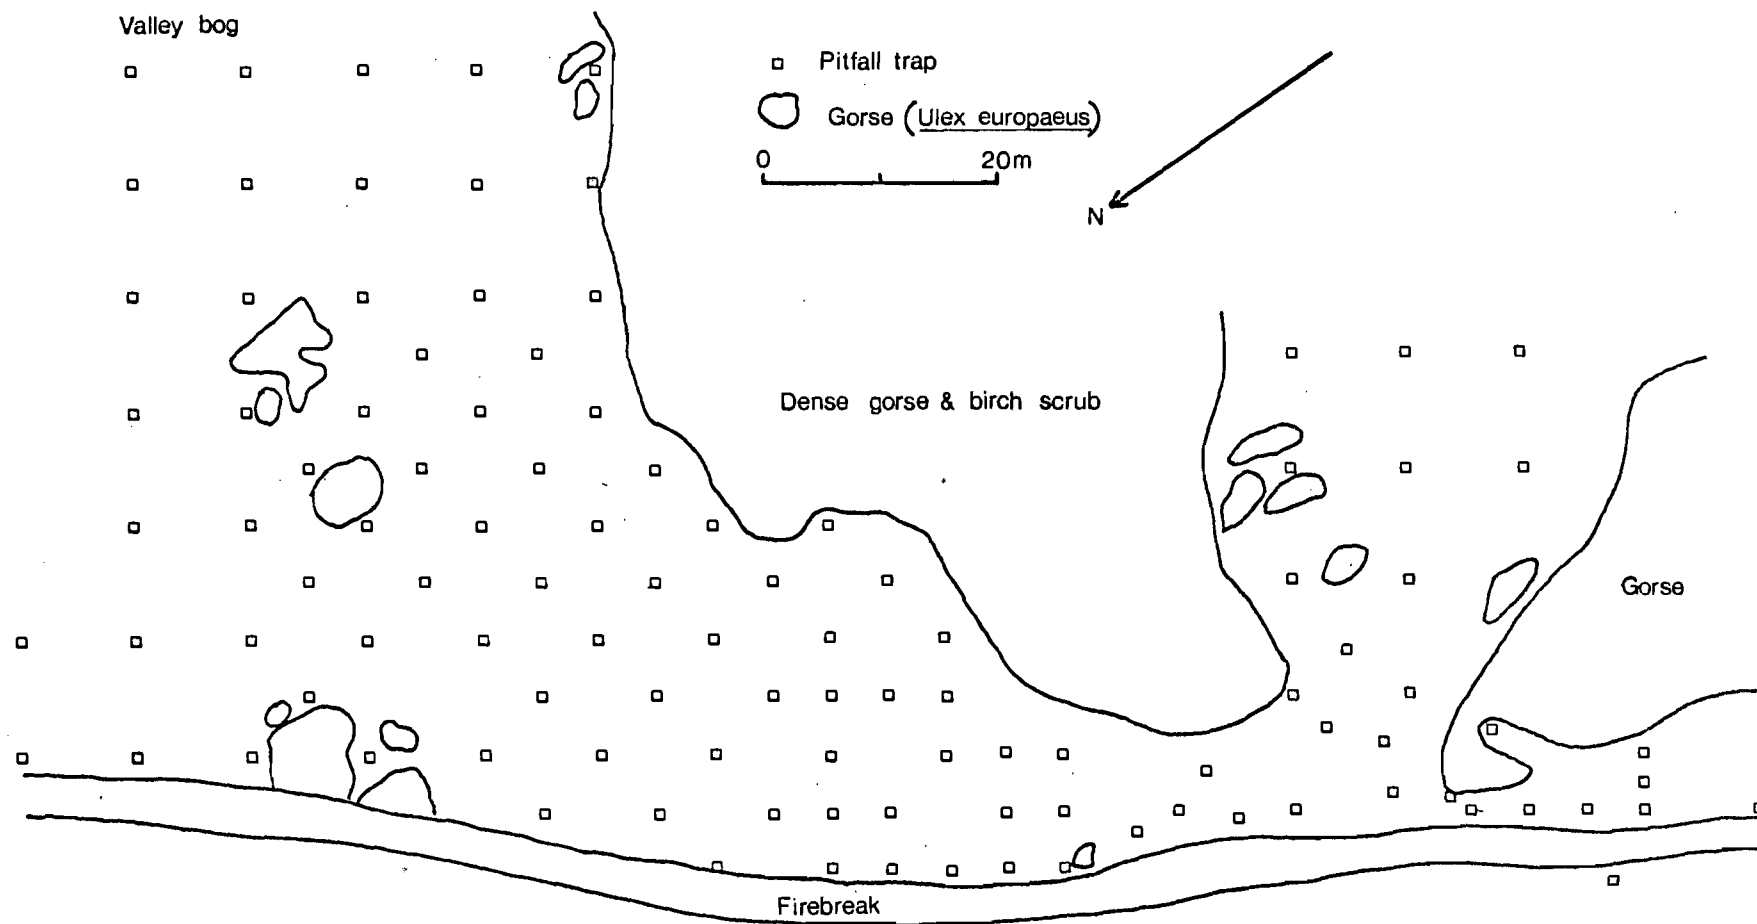 Valley bog
Pitfall trap
Gorse (Ulex europaeus)
0 20m
N
Dense gorse & birch scrub
Gorse
Firebreak